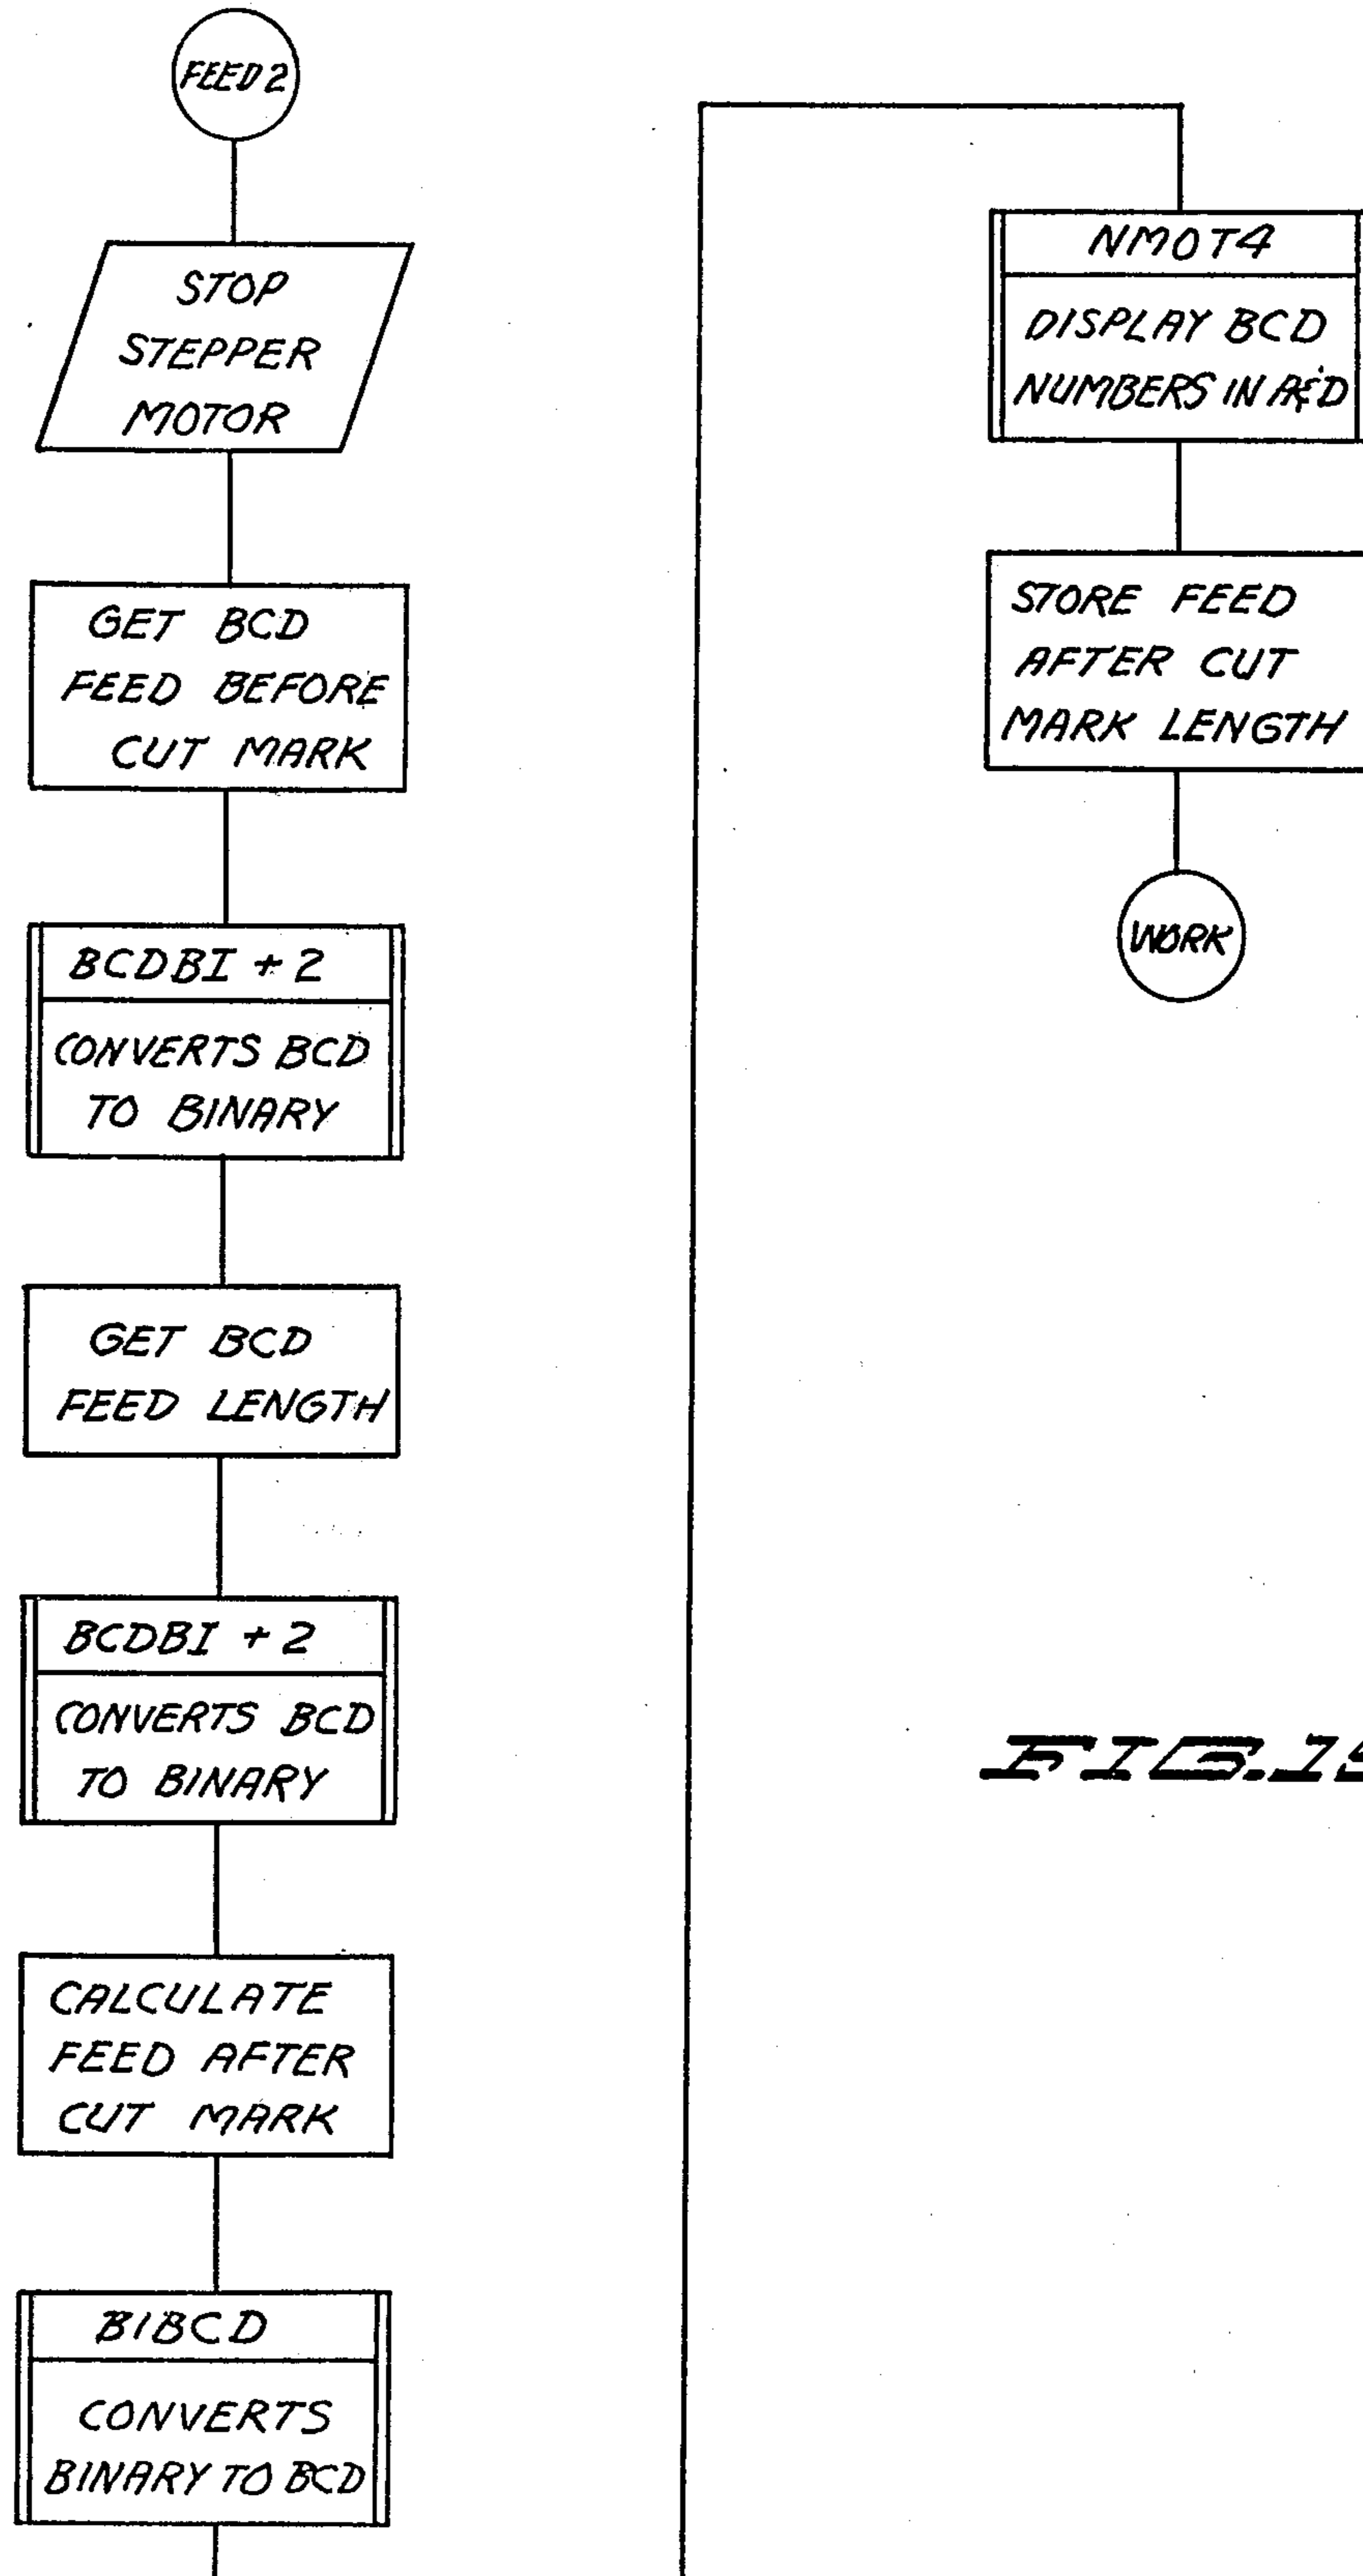 FEED 2
STOP
STEPPER
MOTOR
GET BCD
FEED BEFORE
CUT MARK
BCDBI + 2
CONVERTS BCD
TO BINARY
GET BCD
FEED LENGTH
BCDBI + 2
CONVERTS BCD
TO BINARY
CALCULATE
FEED AFTER
CUT MARK
BIBCD
CONVERTS
BINARY TO BCD
NMOT4
DISPLAY BCD
NUMBERS IN A&D
STORE FEED
AFTER CUT
MARK LENGTH
WORK
FIG.